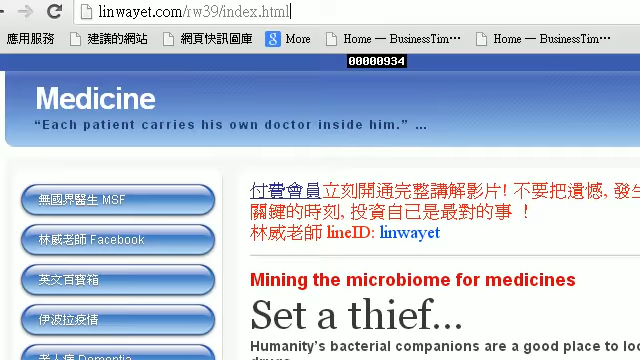 linwayet.com/rw39/index.html
應用服務 建議的網站 網頁快訊圖庫 More Home — BusinessTim… Home — BusinessTim…
00000934
Medicine
“Each patient carries his own doctor inside him.” ...
無國界醫生 MSF
林威老師 Facebook
英文百寶箱
伊波拉疫情
老人病 Dementia
付費會員立刻開通完整講解影片! 不要把遺憾, 發生
關鍵的時刻, 投資自己是最對的事 !
林威老師 lineID: linwayet
Mining the microbiome for medicines
Set a thief...
Humanity’s bacterial companions are a good place to loo
drugs